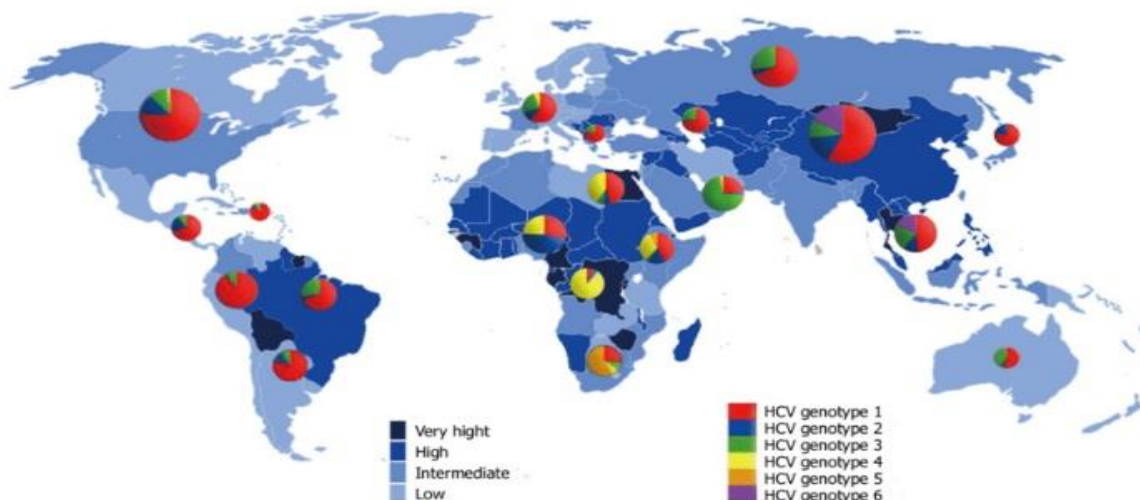 Very hight
High
Intermediate
Low
HCV genotype 1
HCV genotype 2
HCV genotype 3
HCV genotype 4
HCV genotype 5
HCV genotype 6